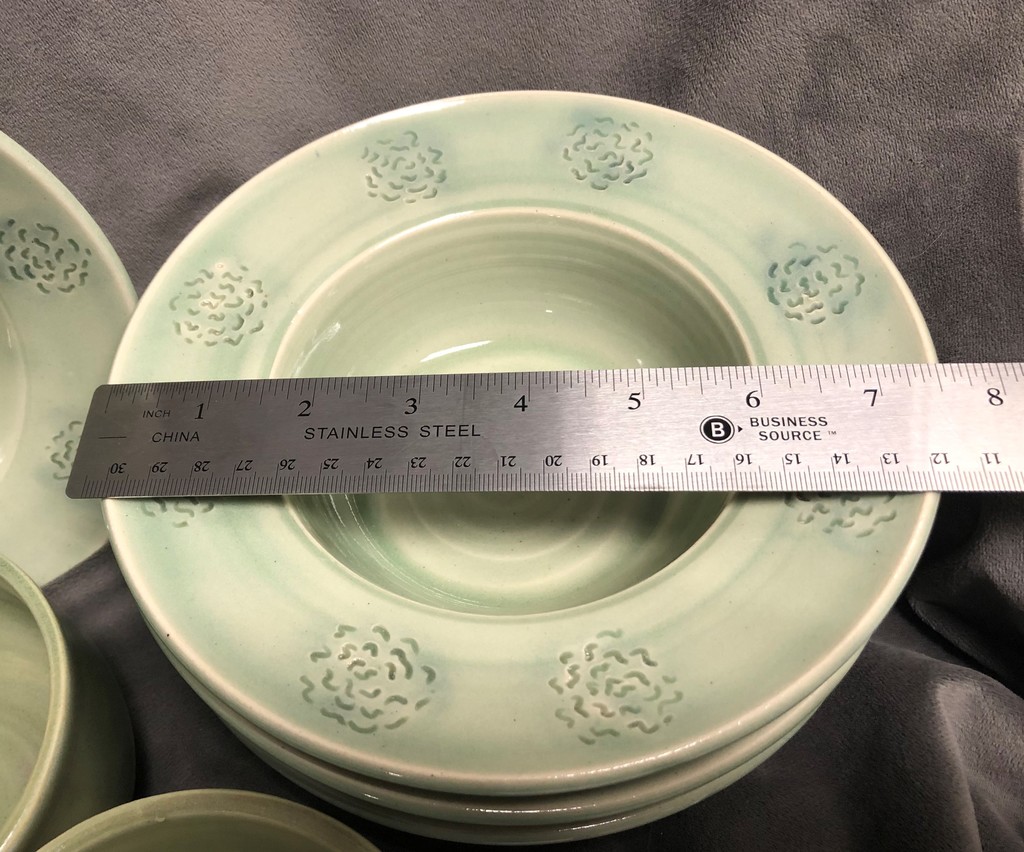 INCH 1 2 3 4 5 6 7 8
CHINA
STAINLESS STEEL
B BUSINESS
SOURCE ™
30 29 28 27 26 25 24 23 22 21 20 19 18 17 16 15 14 13 12 11